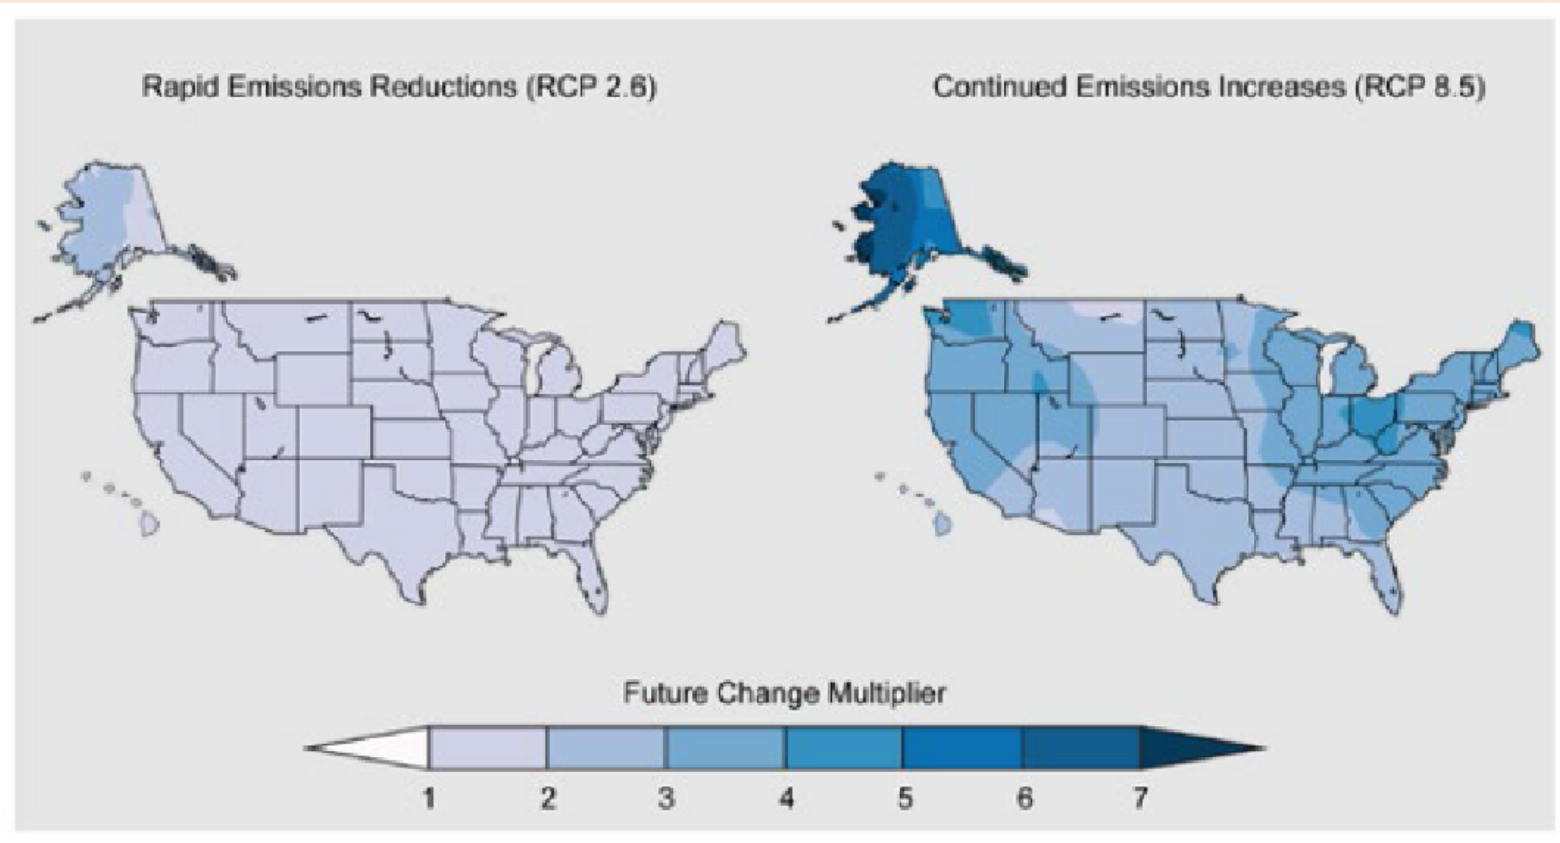 Rapid Emissions Reductions (RCP 2.6)
Continued Emissions Increases (RCP 8.5)
Future Change Multiplier
1 2 3 4 5 6 7